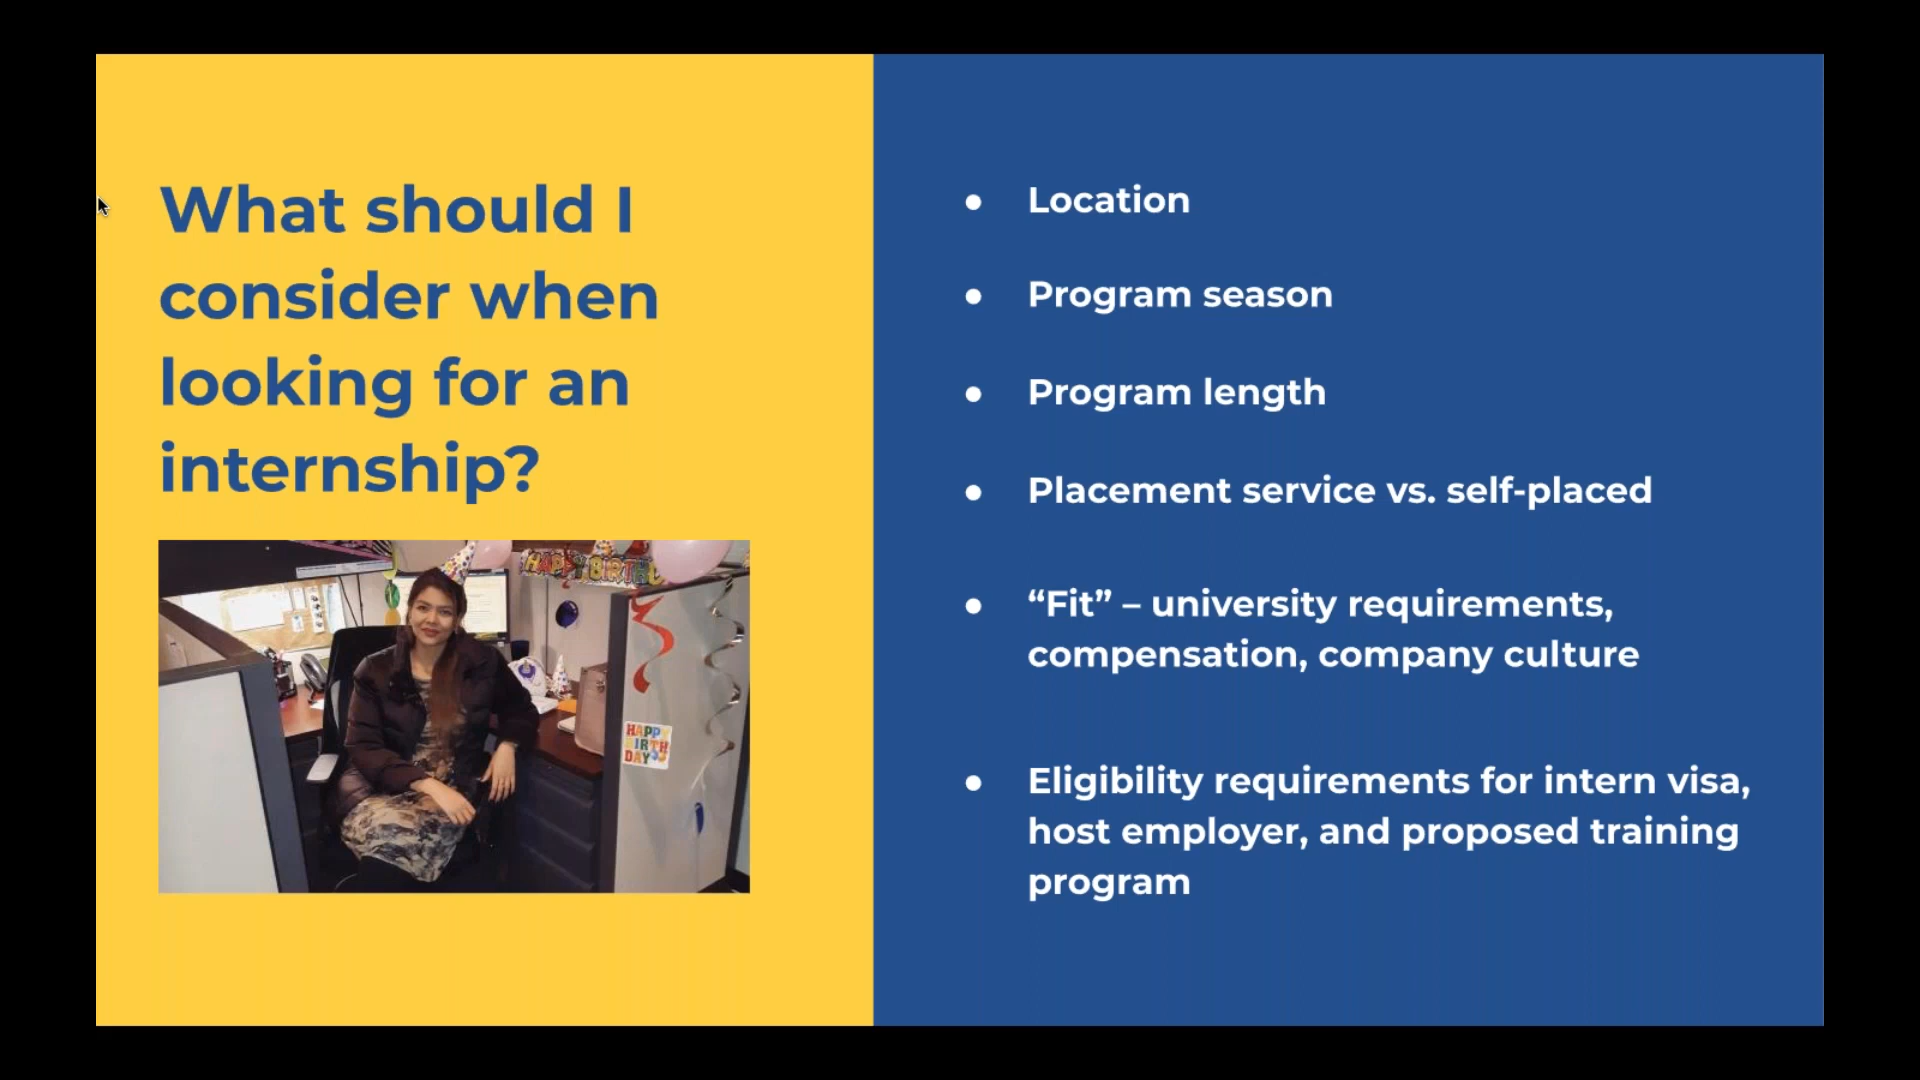 What should I
consider when
looking for an
internship?
HAPPY BIRTH
HAPPY
BIRTH
DAY
● Location
● Program season
● Program length
● Placement service vs. self-placed
● “Fit” – university requirements,
compensation, company culture
● Eligibility requirements for intern visa,
host employer, and proposed training
program